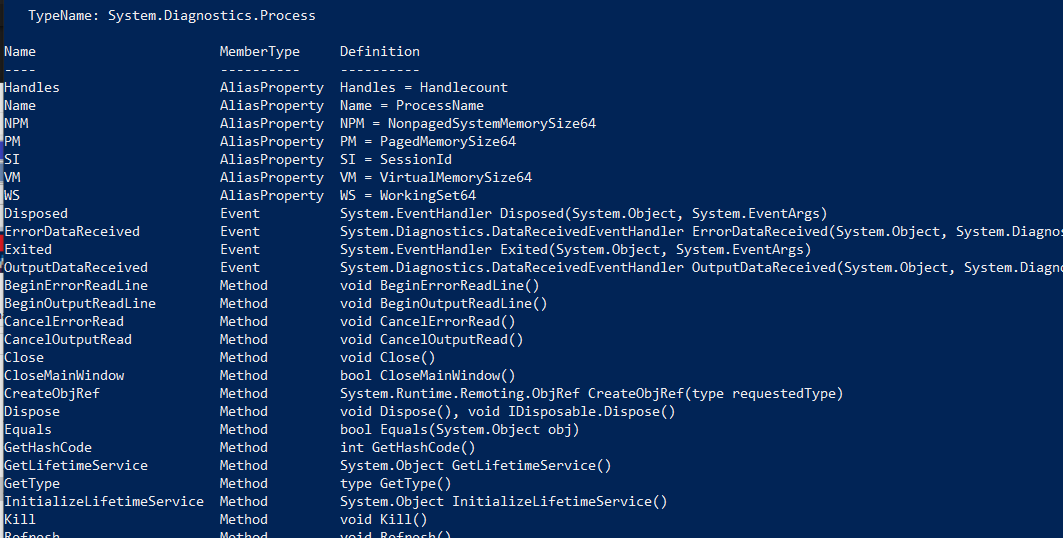 TypeName: System.Diagnostics.Process
Name MemberType Definition
---- ---------- ----------
Handles AliasProperty Handles = Handlecount
Name AliasProperty Name = ProcessName
NPM AliasProperty NPM = NonpagedSystemMemorySize64
PM AliasProperty PM = PagedMemorySize64
SI AliasProperty SI = SessionId
VM AliasProperty VM = VirtualMemorySize64
WS AliasProperty WS = WorkingSet64
Disposed Event System.EventHandler Disposed(System.Object, System.EventArgs)
ErrorDataReceived Event System.Diagnostics.DataReceivedEventHandler ErrorDataReceived(System.Object, System.Diagnos
Exited Event System.EventHandler Exited(System.Object, System.EventArgs)
OutputDataReceived Event System.Diagnostics.DataReceivedEventHandler OutputDataReceived(System.Object, System.Diagn
BeginErrorReadLine Method void BeginErrorReadLine()
BeginOutputReadLine Method void BeginOutputReadLine()
CancelErrorRead Method void CancelErrorRead()
CancelOutputRead Method void CancelOutputRead()
Close Method void Close()
CloseMainWindow Method bool CloseMainWindow()
CreateObjRef Method System.Runtime.Remoting.ObjRef CreateObjRef(type requestedType)
Dispose Method void Dispose(), void IDisposable.Dispose()
Equals Method bool Equals(System.Object obj)
GetHashCode Method int GetHashCode()
GetLifetimeService Method System.Object GetLifetimeService()
GetType Method type GetType()
InitializeLifetimeService Method System.Object InitializeLifetimeService()
Kill Method void Kill()
Refresh Method void Refresh()